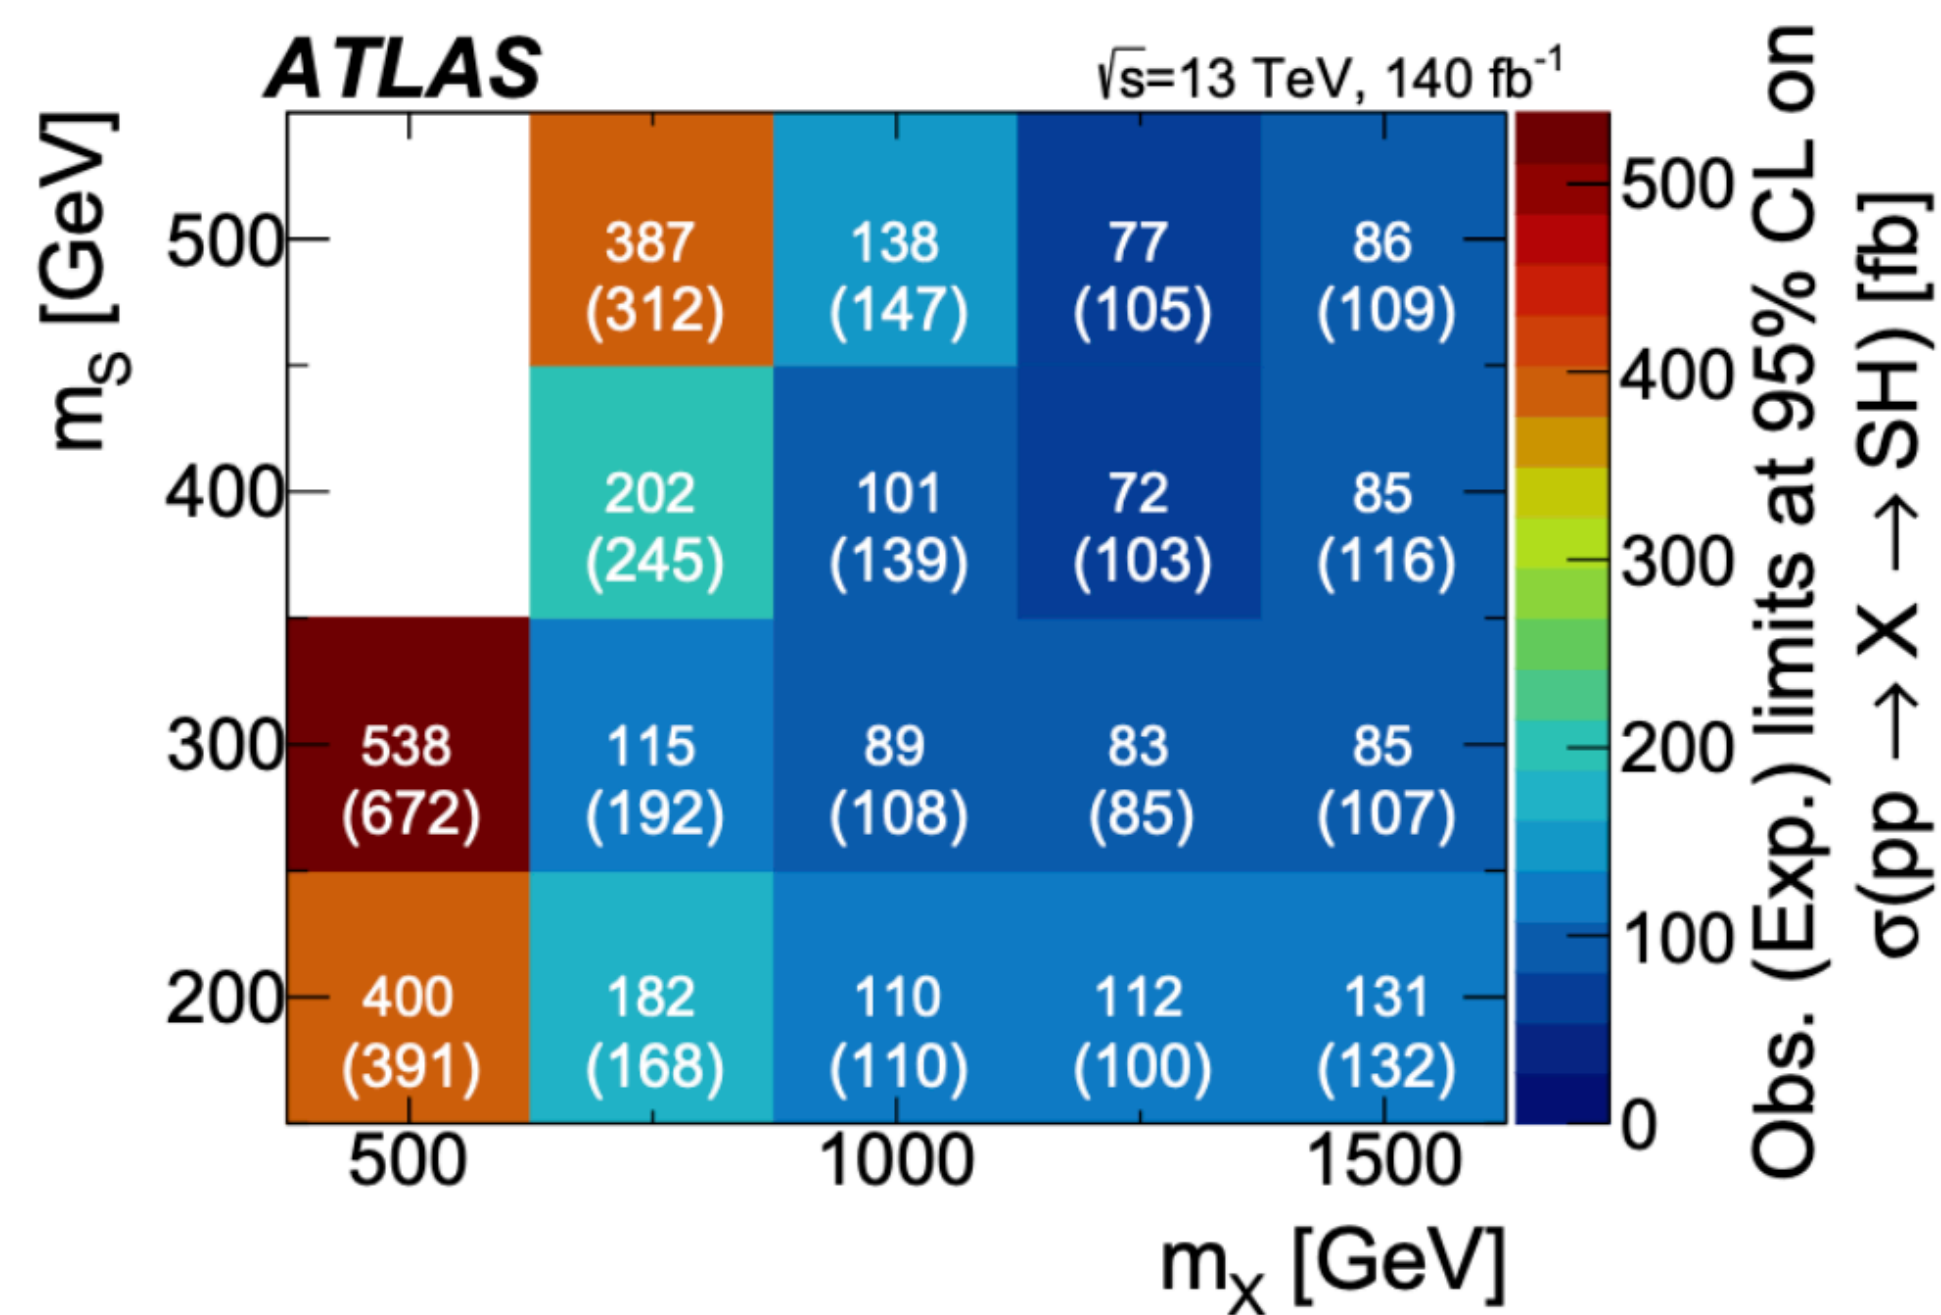 ATLAS
√s=13 TeV, 140 fb⁻¹
mS [GeV]
500
400
300
200
387 138 77 86
(312) (147) (105) (109)
202 101 72 85
(245) (139) (103) (116)
538 115 89 83 85
(672) (192) (108) (85) (107)
400 182 110 112 131
(391) (168) (110) (100) (132)
500 1000 1500
mX [GeV]
500
400
300
200
100
0
Obs. (Exp.) limits at 95% CL on
σ(pp → X → SH) [fb]